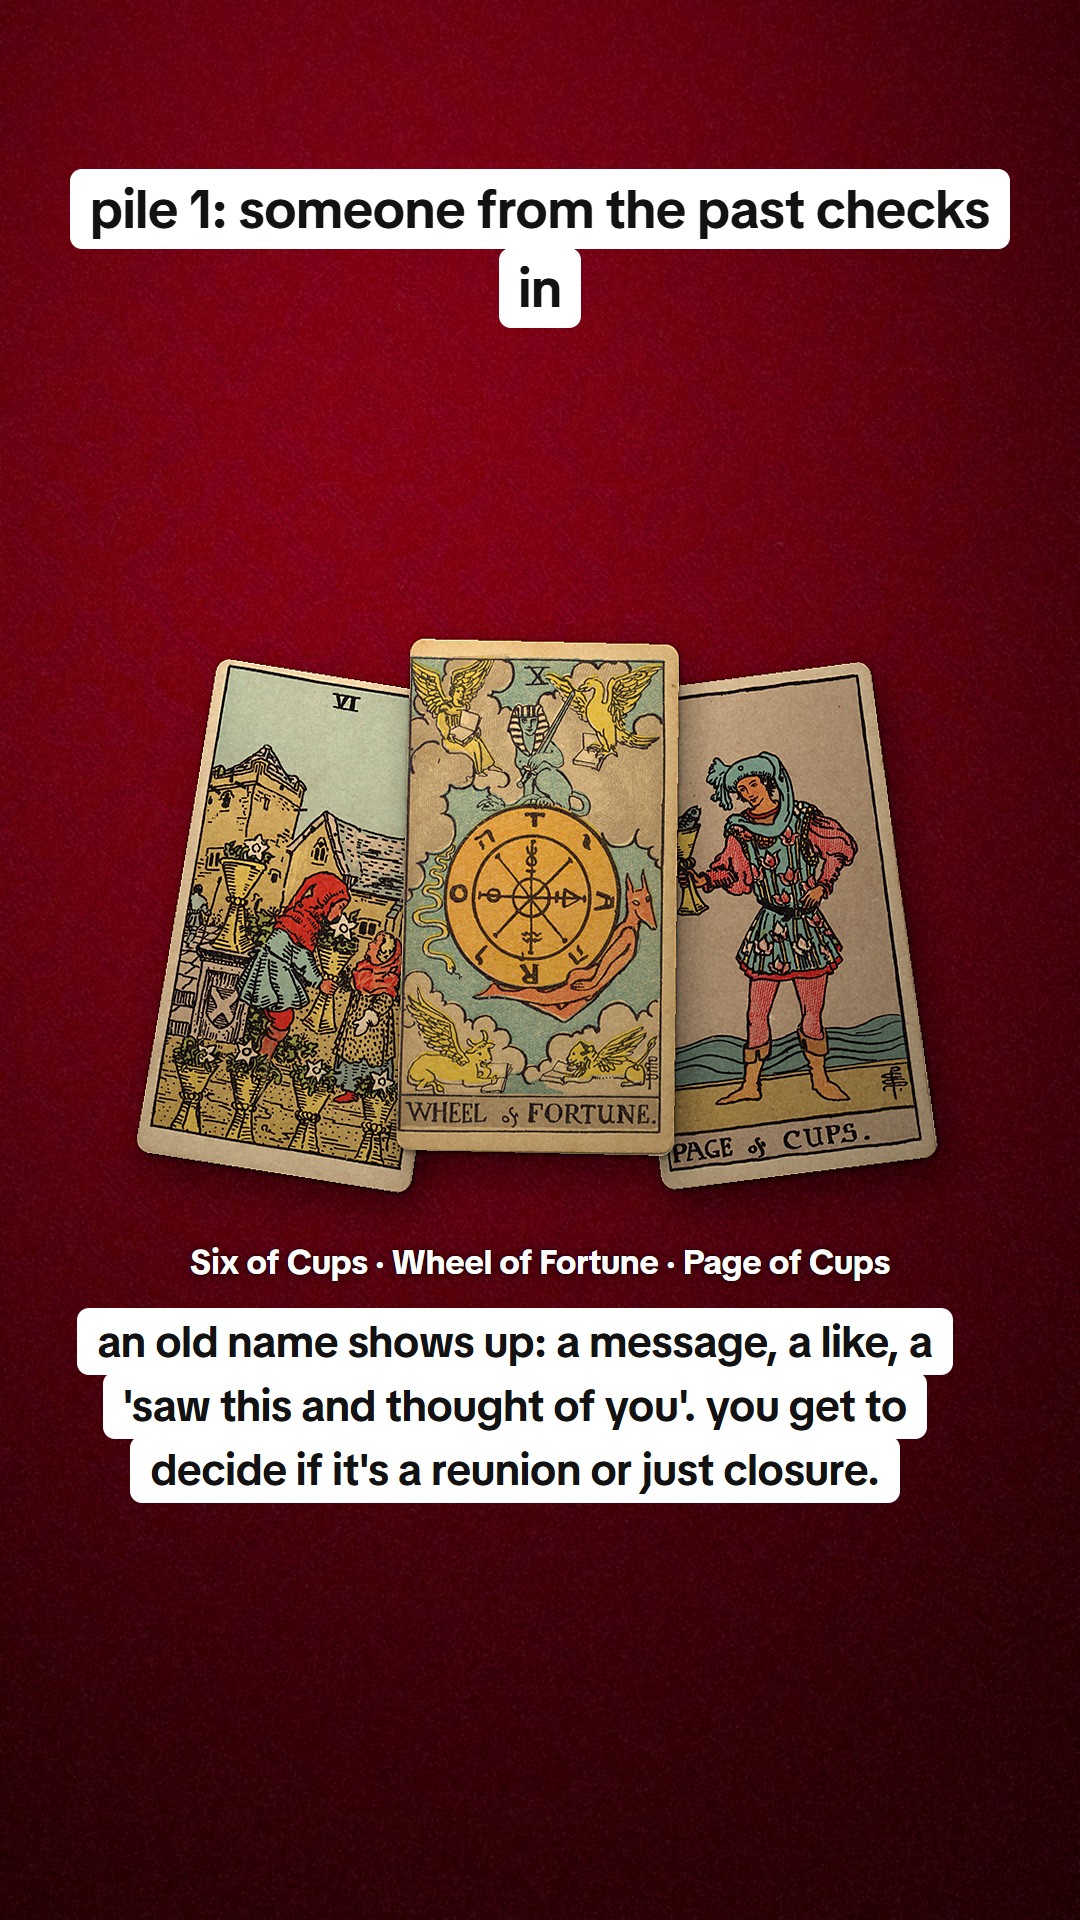 pile 1: someone from the past checks
in
VI
X
T
A
R
O
WHEEL of FORTUNE.
PAGE of CUPS.
Six of Cups · Wheel of Fortune · Page of Cups
an old name shows up: a message, a like, a
'saw this and thought of you'. you get to
decide if it's a reunion or just closure.